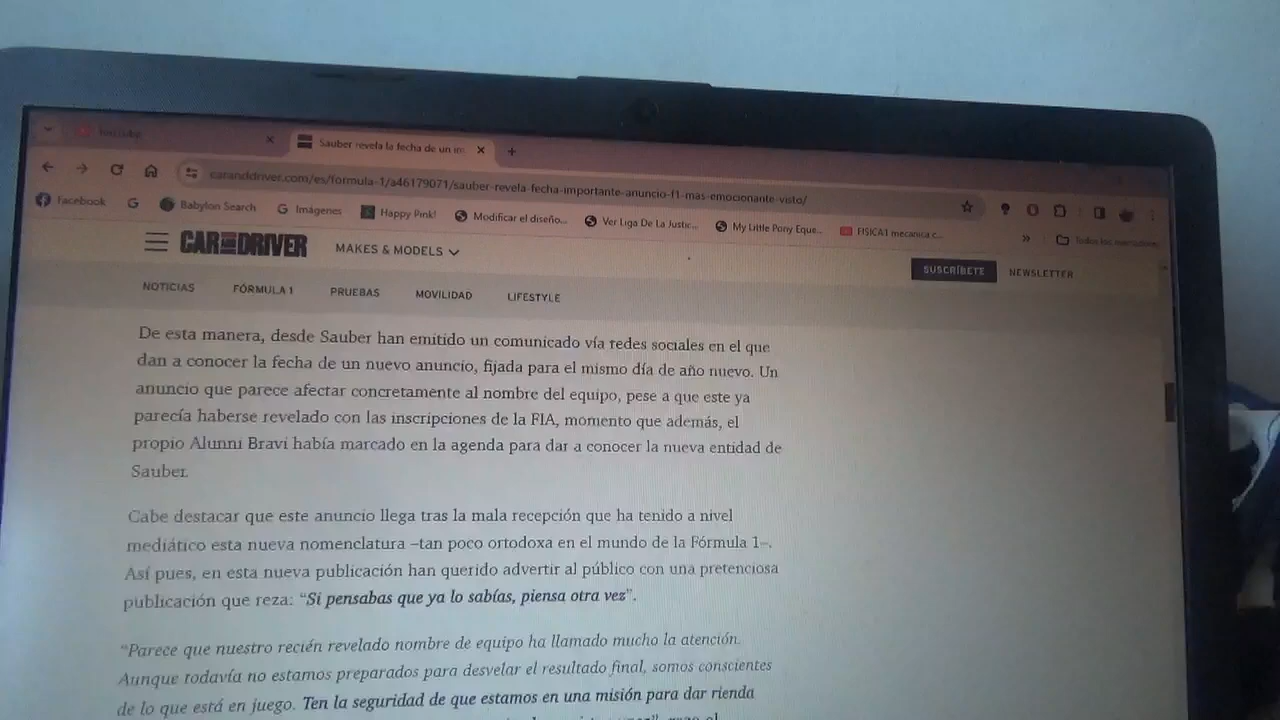 YouTube
Sauber revela la fecha de un in
caranddriver.com/es/formula-1/a46179071/sauber-revela-fecha-importante-anuncio-f1-mas-emocionante-visto/
Facebook
Babylon Search
Imágenes
Happy Pink!
Modificar el diseño...
Ver Liga De La Justic...
My Little Pony Eque...
FISICA1 mecanica c...
»
Todos los marcadores
CAR AND DRIVER
MAKES & MODELS
SUSCRÍBETE
NEWSLETTER
NOTICIAS
FÓRMULA 1
PRUEBAS
MOVILIDAD
LIFESTYLE
De esta manera, desde Sauber han emitido un comunicado vía redes sociales en el que
dan a conocer la fecha de un nuevo anuncio, fijada para el mismo día de año nuevo. Un
anuncio que parece afectar concretamente al nombre del equipo, pese a que este ya
parecía haberse revelado con las inscripciones de la FIA, momento que además, el
propio Alunni Bravi había marcado en la agenda para dar a conocer la nueva entidad de
Sauber.
Cabe destacar que este anuncio llega tras la mala recepción que ha tenido a nivel
mediático esta nueva nomenclatura –tan poco ortodoxa en el mundo de la Fórmula 1–.
Así pues, en esta nueva publicación han querido advertir al público con una pretenciosa
publicación que reza: “Si pensabas que ya lo sabías, piensa otra vez”.
“Parece que nuestro recién revelado nombre de equipo ha llamado mucho la atención.
Aunque todavía no estamos preparados para desvelar el resultado final, somos conscientes
de lo que está en juego. Ten la seguridad de que estamos en una misión para dar rienda